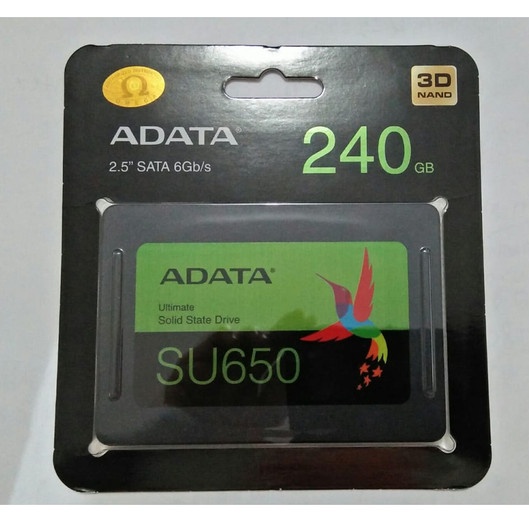 3D
NAND
ADATA
2.5" SATA 6Gb/s
240 GB
ADATA®
Ultimate
Solid State Drive
SU650